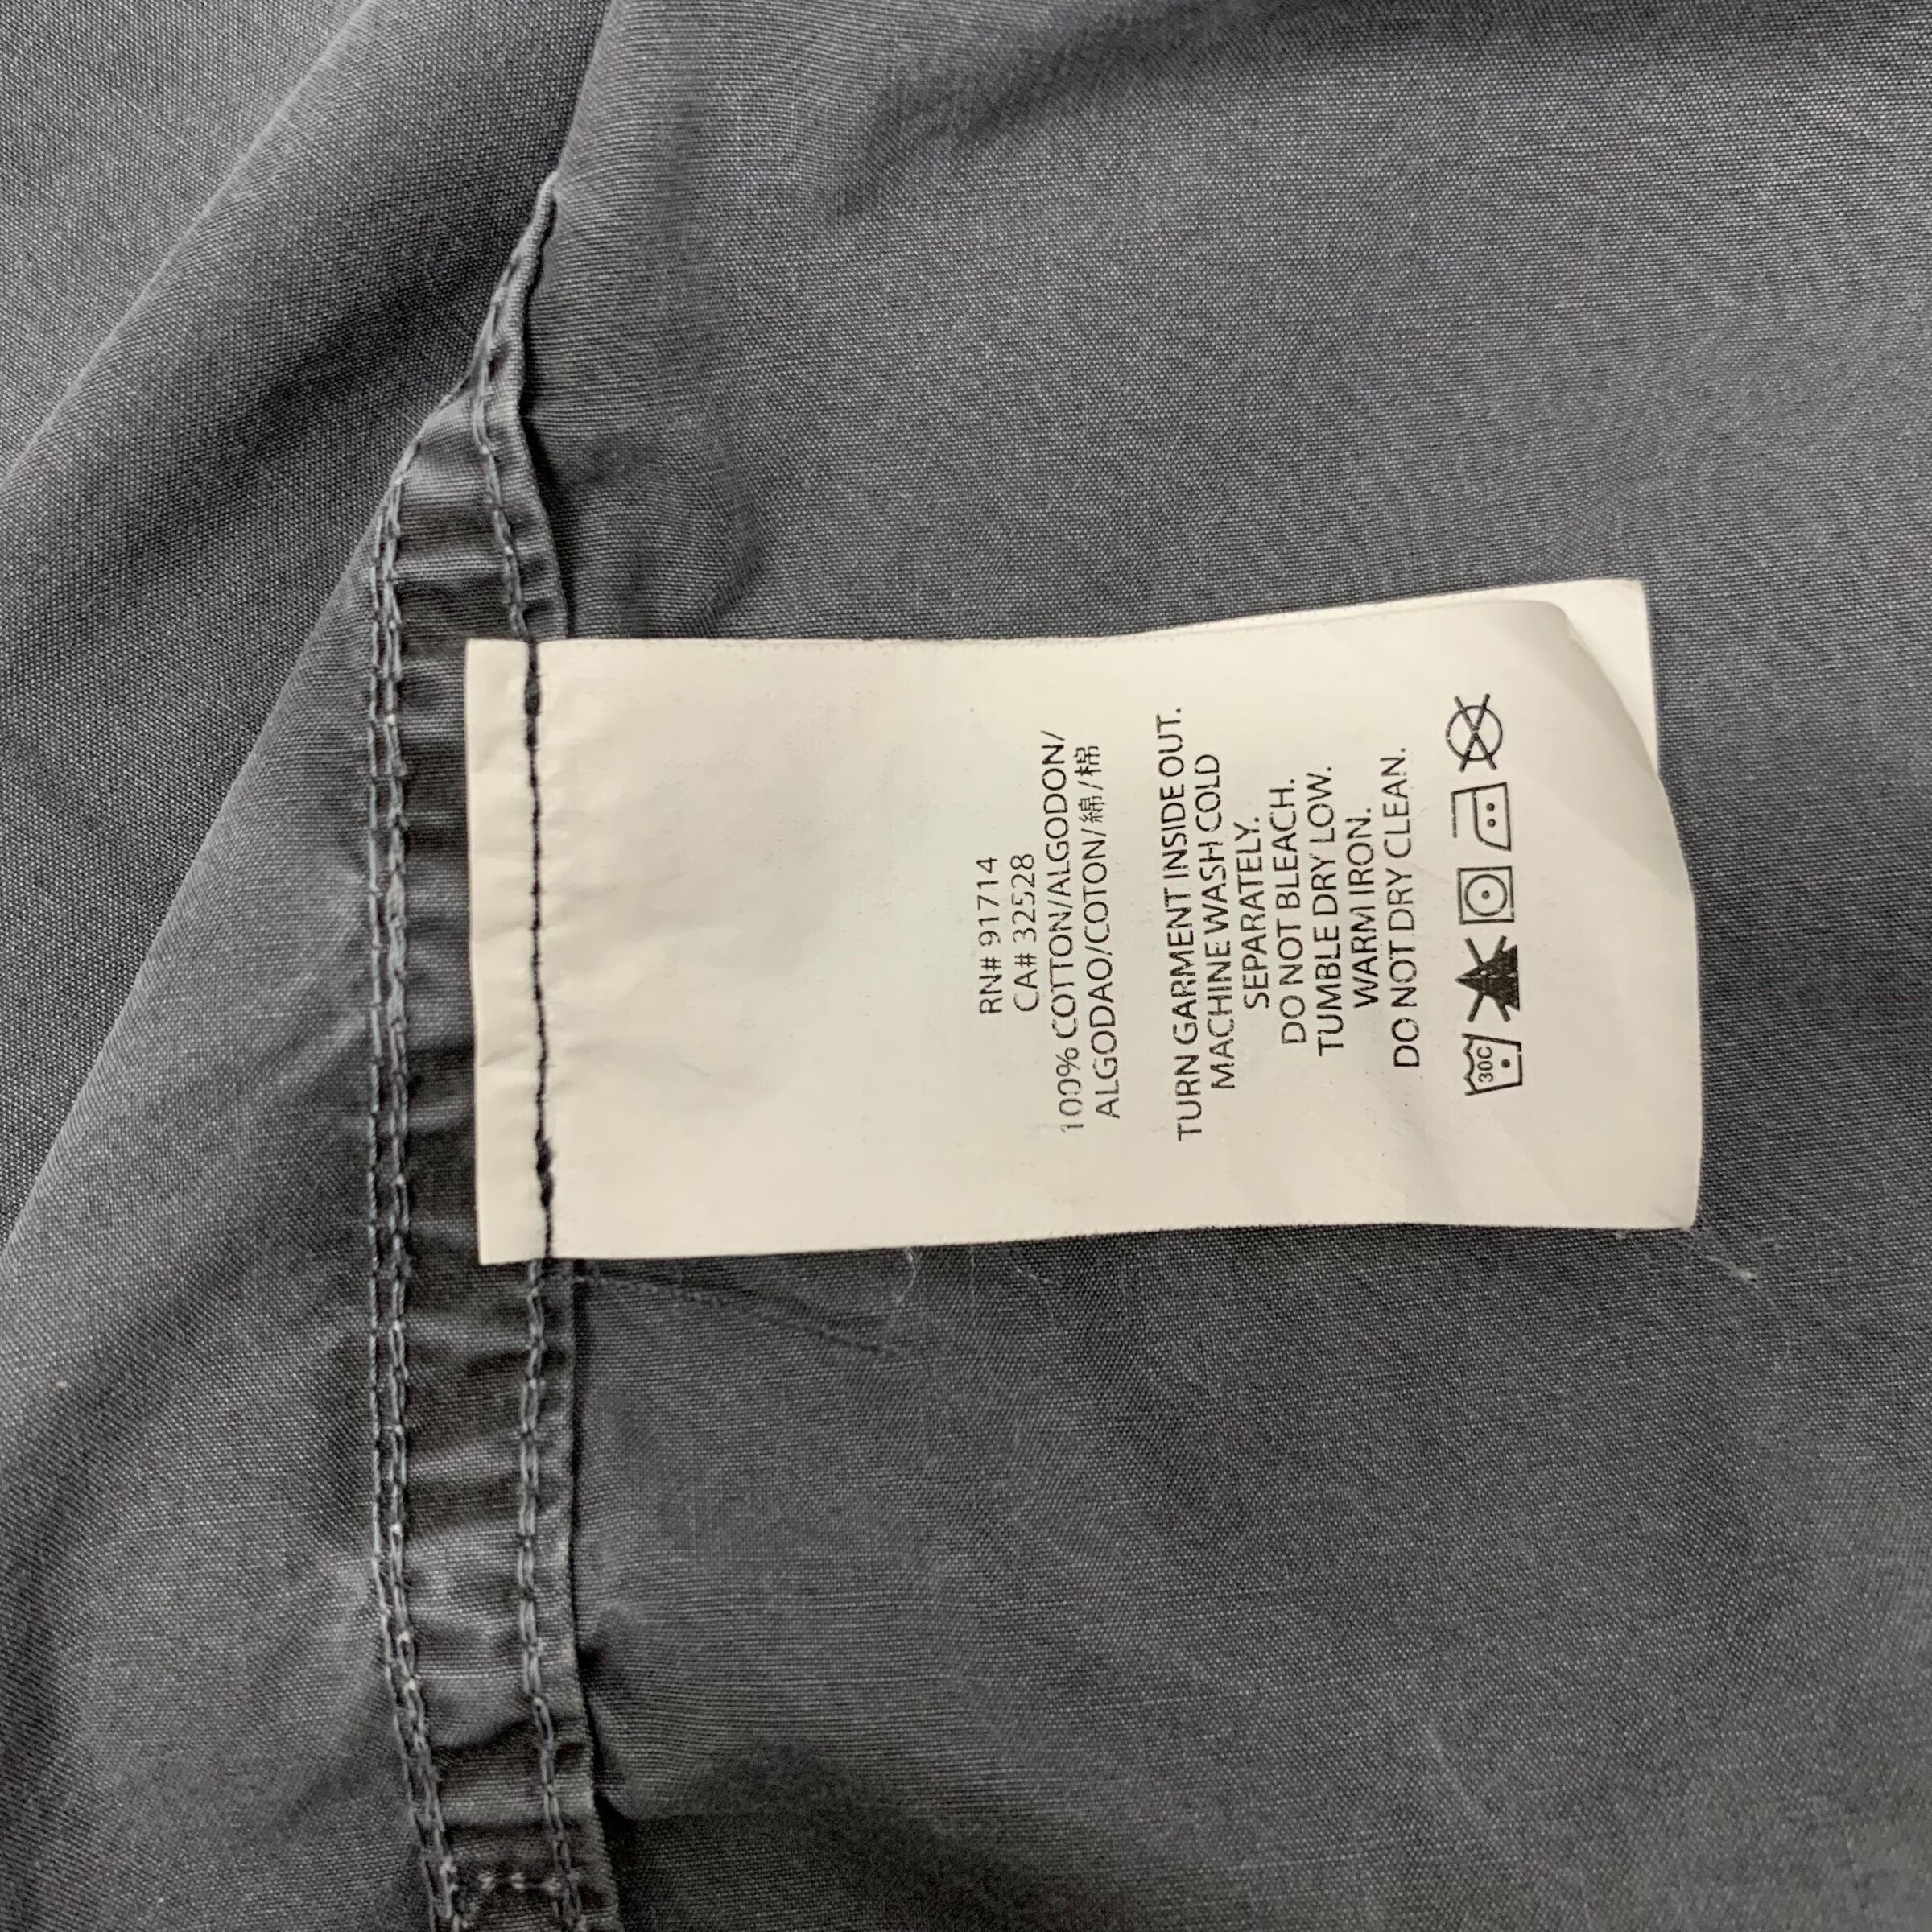 RN# 91714
CA# 32528
100% COTTON/ALGODON/
ALGODAO/COTON/綿/棉
TURN GARMENT INSIDE OUT.
MACHINE WASH COLD
SEPARATELY.
DO NOT BLEACH.
TUMBLE DRY LOW.
WARM IRON.
DO NOT DRY CLEAN.
30C